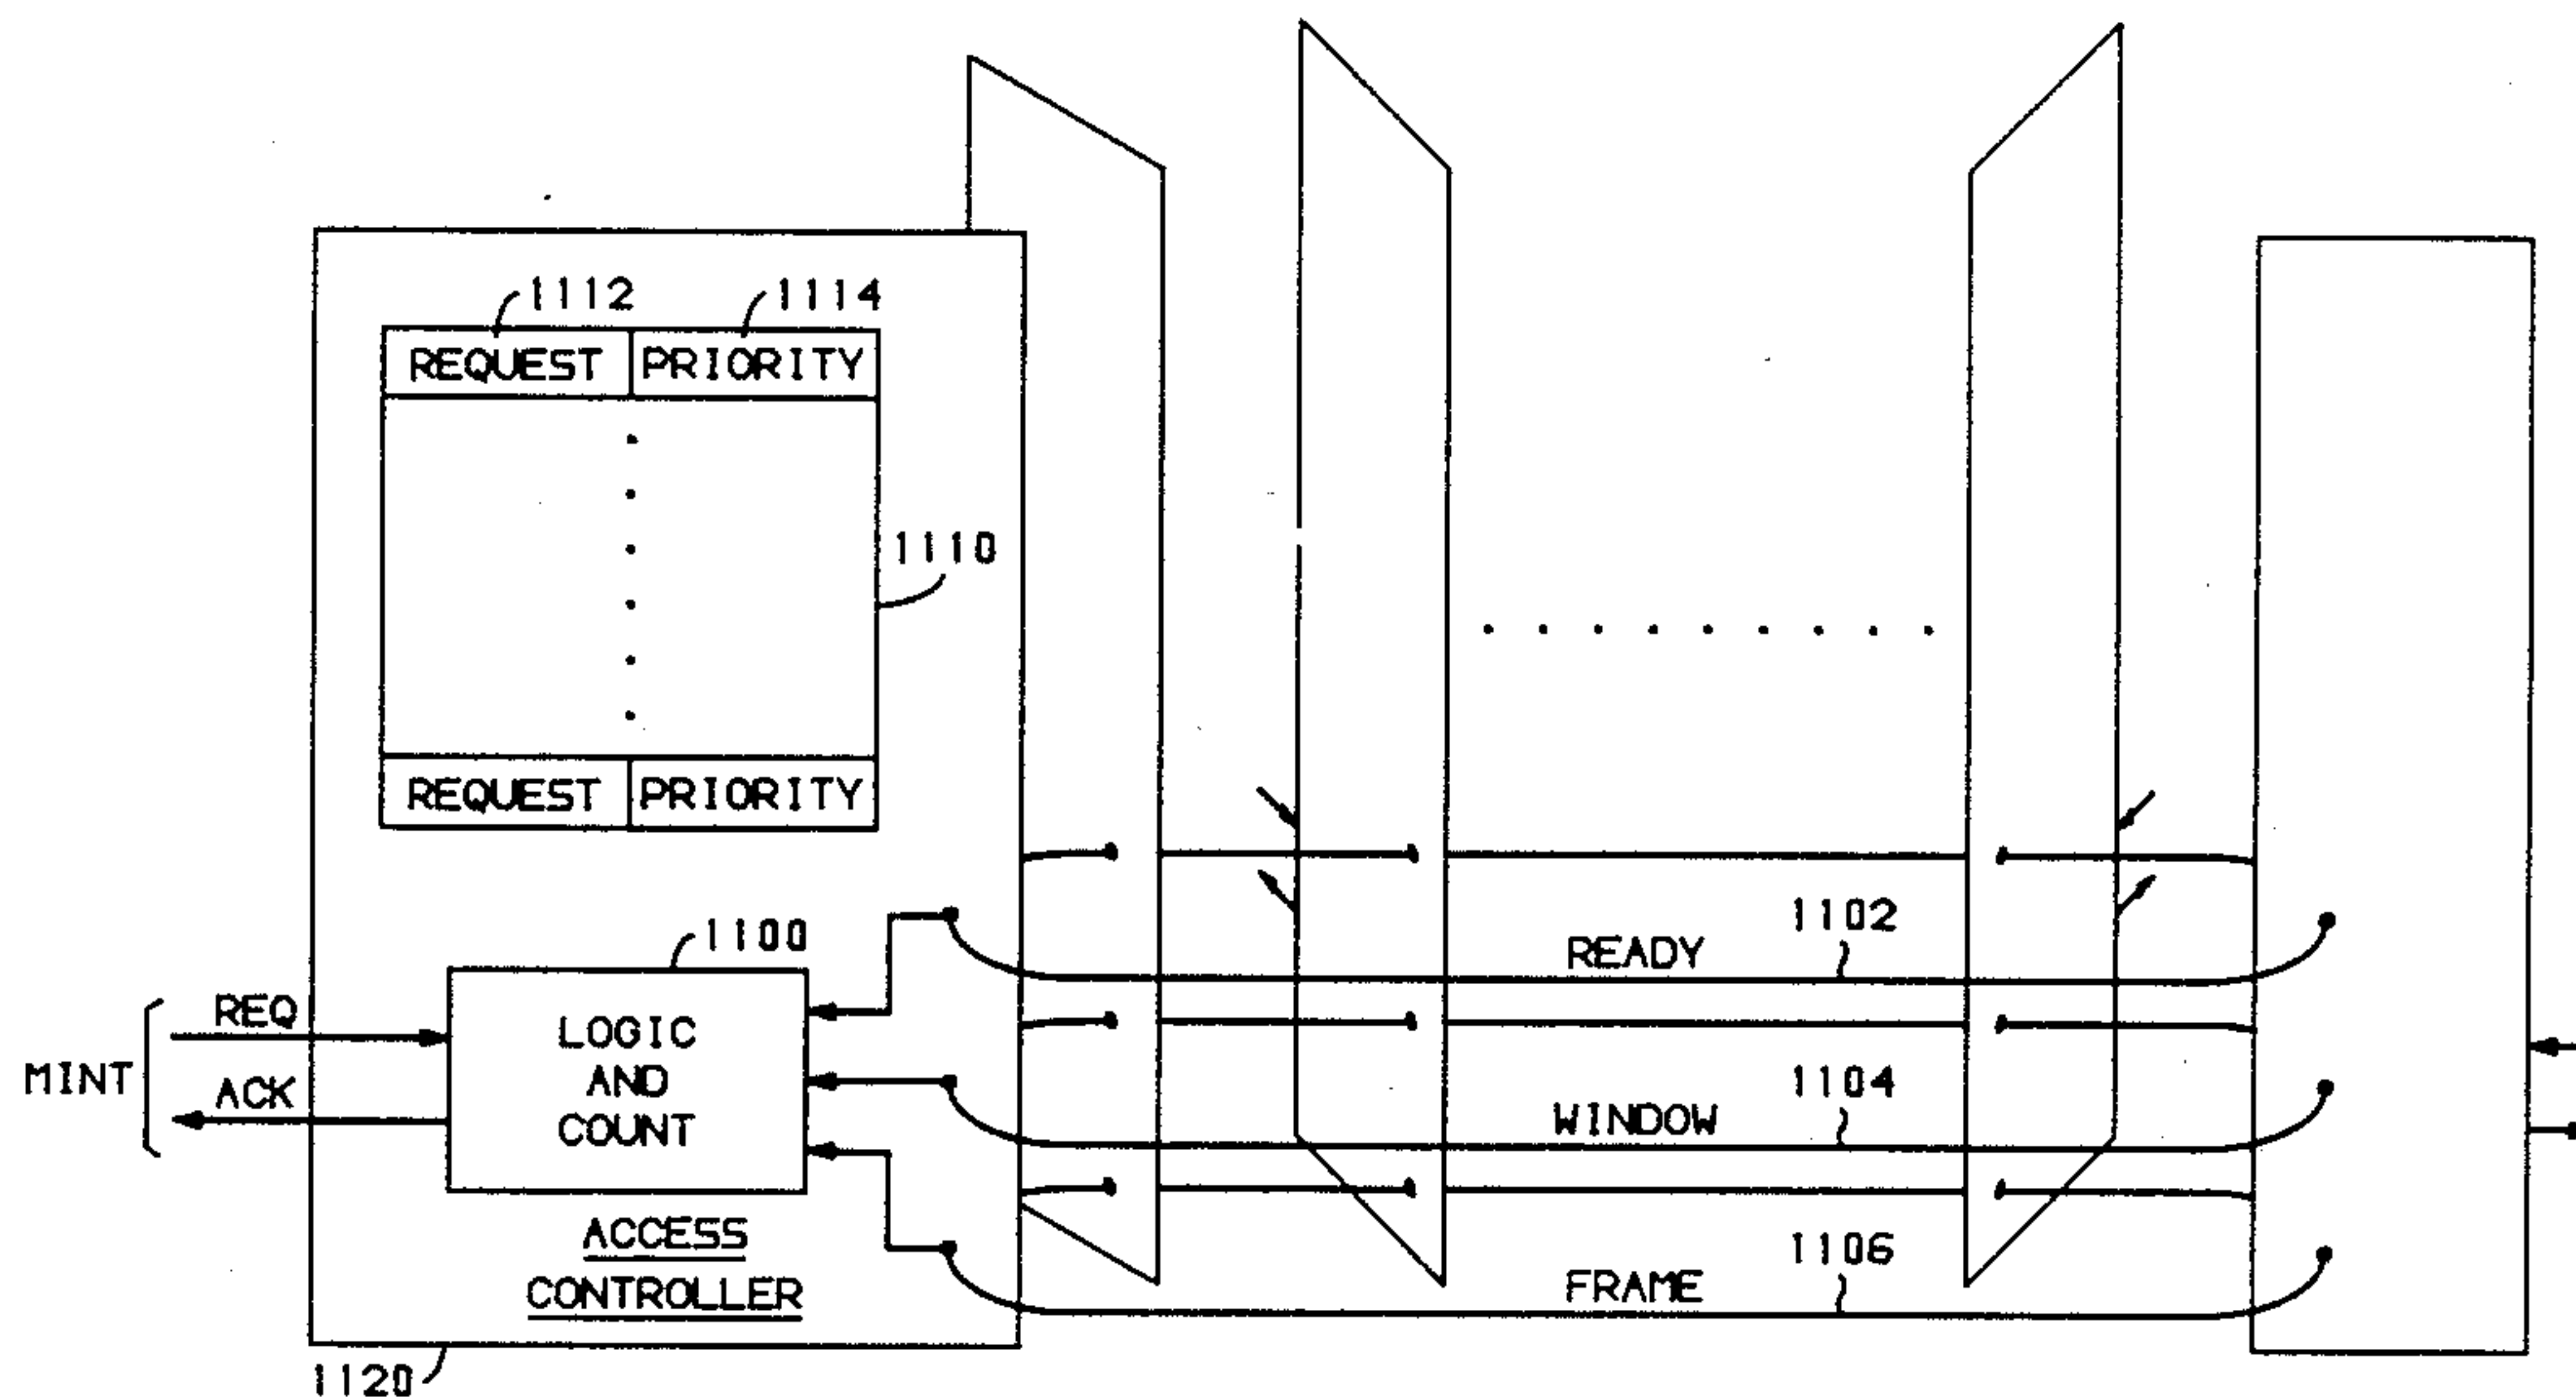 1112 1114
REQUEST PRIORITY
1110
REQUEST PRIORITY
1100
1102
READY
REQ
MINT
ACK
LOGIC
AND
COUNT
1104
WINDOW
ACCESS
CONTROLLER
1106
FRAME
1120